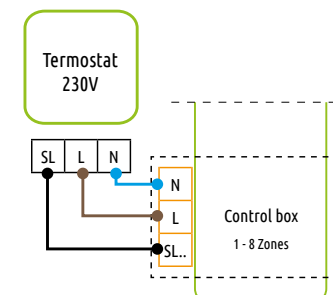 Termostat
230V
SL L N
N
L
SL..
Control box
1 - 8 Zones